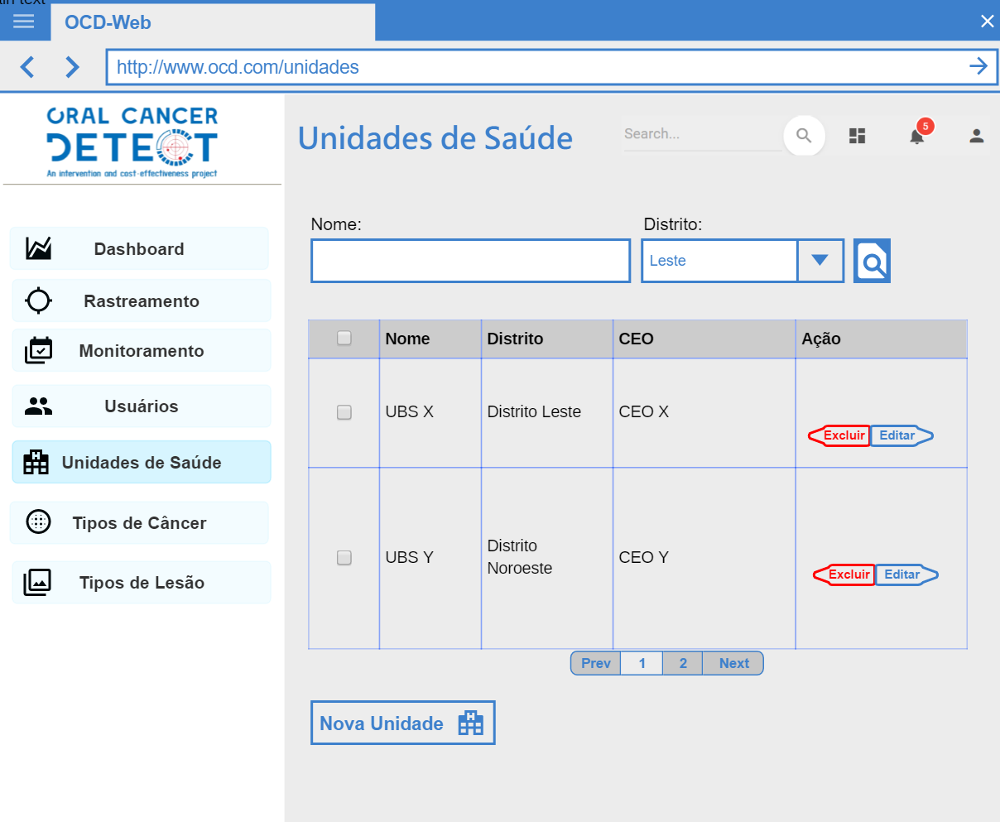 in text
OCD-Web
http://www.ocd.com/unidades
ORAL CANCER
DETECT
An intervention and cost-effectiveness project
Unidades de Saúde
Search...
5
Nome:
Distrito:
Leste
Dashboard
Rastreamento
Monitoramento
Usuários
Unidades de Saúde
Tipos de Câncer
Tipos de Lesão
Nome Distrito CEO Ação
UBS X Distrito Leste CEO X
Excluir Editar
UBS Y Distrito Noroeste CEO Y
Excluir Editar
Prev 1 2 Next
Nova Unidade